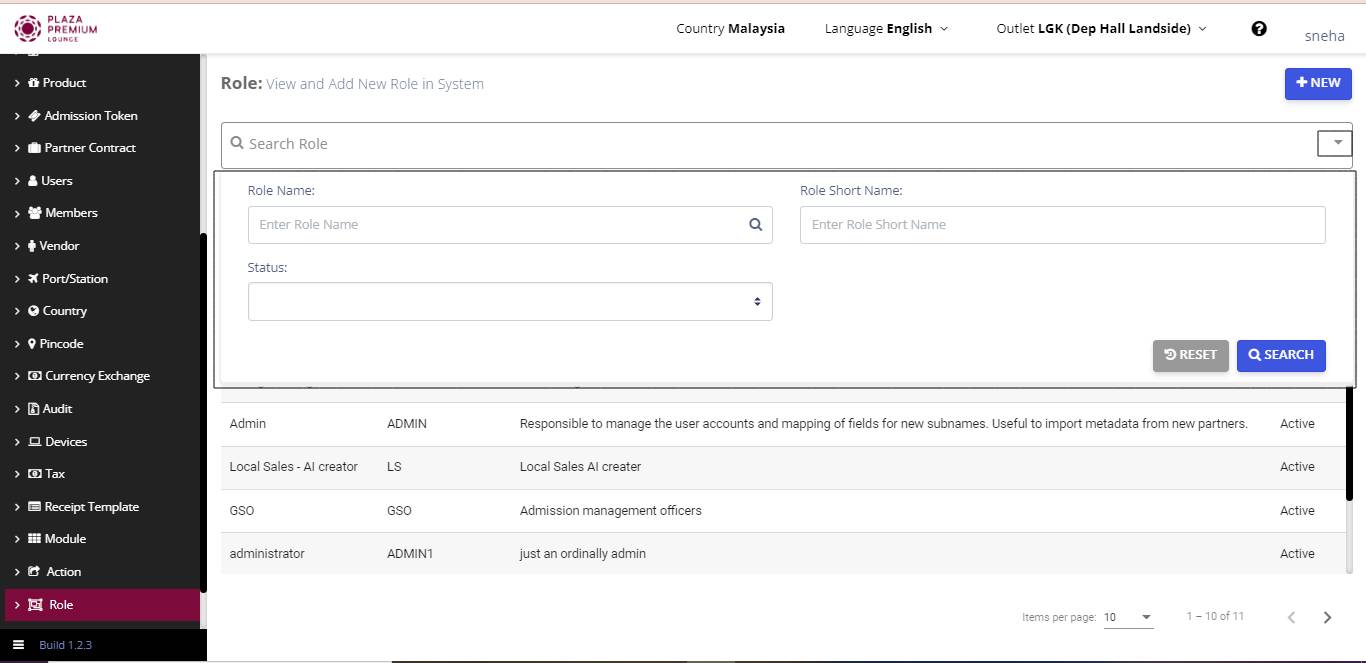 PLAZA
PREMIUM
LOUNGE
Country Malaysia
Language English
Outlet LGK (Dep Hall Landside)
sneha
Product
Admission Token
Partner Contract
Users
Members
Vendor
Port/Station
Country
Pincode
Currency Exchange
Audit
Devices
Tax
Receipt Template
Module
Action
Role
Build 1.2.3
Role: View and Add New Role in System
NEW
Search Role
Role Name:
Role Short Name:
Enter Role Name
Enter Role Short Name
Status:
RESET
SEARCH
Admin ADMIN Responsible to manage the user accounts and mapping of fields for new subnames. Useful to import metadata from new partners. Active
Local Sales - AI creator LS Local Sales AI creater Active
GSO GSO Admission management officers Active
administrator ADMIN1 just an ordinally admin Active
Items per page: 10 1 – 10 of 11